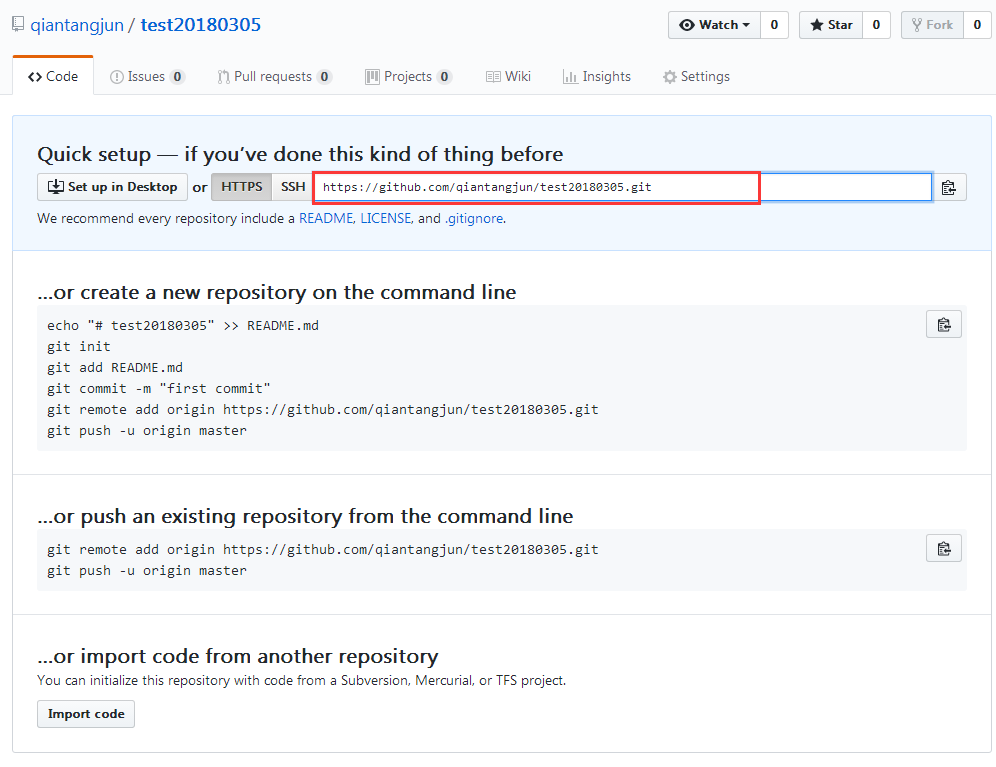 qiantangjun / test20180305
Watch 0 Star 0 Fork 0
Code Issues 0 Pull requests 0 Projects 0 Wiki Insights Settings
Quick setup — if you’ve done this kind of thing before
Set up in Desktop or HTTPS SSH https://github.com/qiantangjun/test20180305.git
We recommend every repository include a README, LICENSE, and .gitignore.
…or create a new repository on the command line
echo "# test20180305" >> README.md
git init
git add README.md
git commit -m "first commit"
git remote add origin https://github.com/qiantangjun/test20180305.git
git push -u origin master
…or push an existing repository from the command line
git remote add origin https://github.com/qiantangjun/test20180305.git
git push -u origin master
…or import code from another repository
You can initialize this repository with code from a Subversion, Mercurial, or TFS project.
Import code